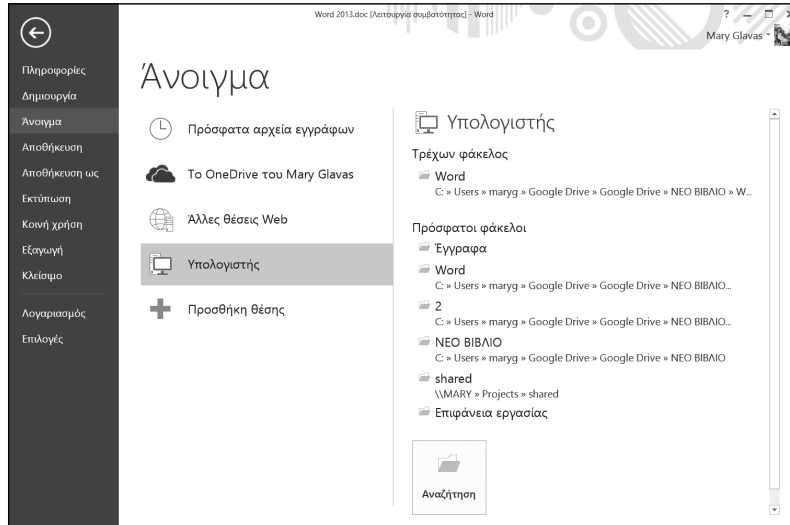 Word 2013.doc [Λειτουργία συμβατότητας] - Word
?
Mary Glavas
Πληροφορίες
Δημιουργία
Άνοιγμα
Αποθήκευση
Αποθήκευση ως
Εκτύπωση
Κοινή χρήση
Εξαγωγή
Κλείσιμο
Λογαριασμός
Επιλογές
Άνοιγμα
Πρόσφατα αρχεία εγγράφων
Το OneDrive του Mary Glavas
Άλλες θέσεις Web
Υπολογιστής
Προσθήκη θέσης
Υπολογιστής
Τρέχων φάκελος
Word
C: » Users » maryg » Google Drive » Google Drive » ΝΕΟ ΒΙΒΛΙΟ » W...
Πρόσφατοι φάκελοι
Έγγραφα
Word
C: » Users » maryg » Google Drive » Google Drive » ΝΕΟ ΒΙΒΛΙΟ...
2
C: » Users » maryg » Google Drive » Google Drive » ΝΕΟ ΒΙΒΛΙΟ...
ΝΕΟ ΒΙΒΛΙΟ
C: » Users » maryg » Google Drive » Google Drive » ΝΕΟ ΒΙΒΛΙΟ
shared
\\MARY » Projects » shared
Επιφάνεια εργασίας
Αναζήτηση